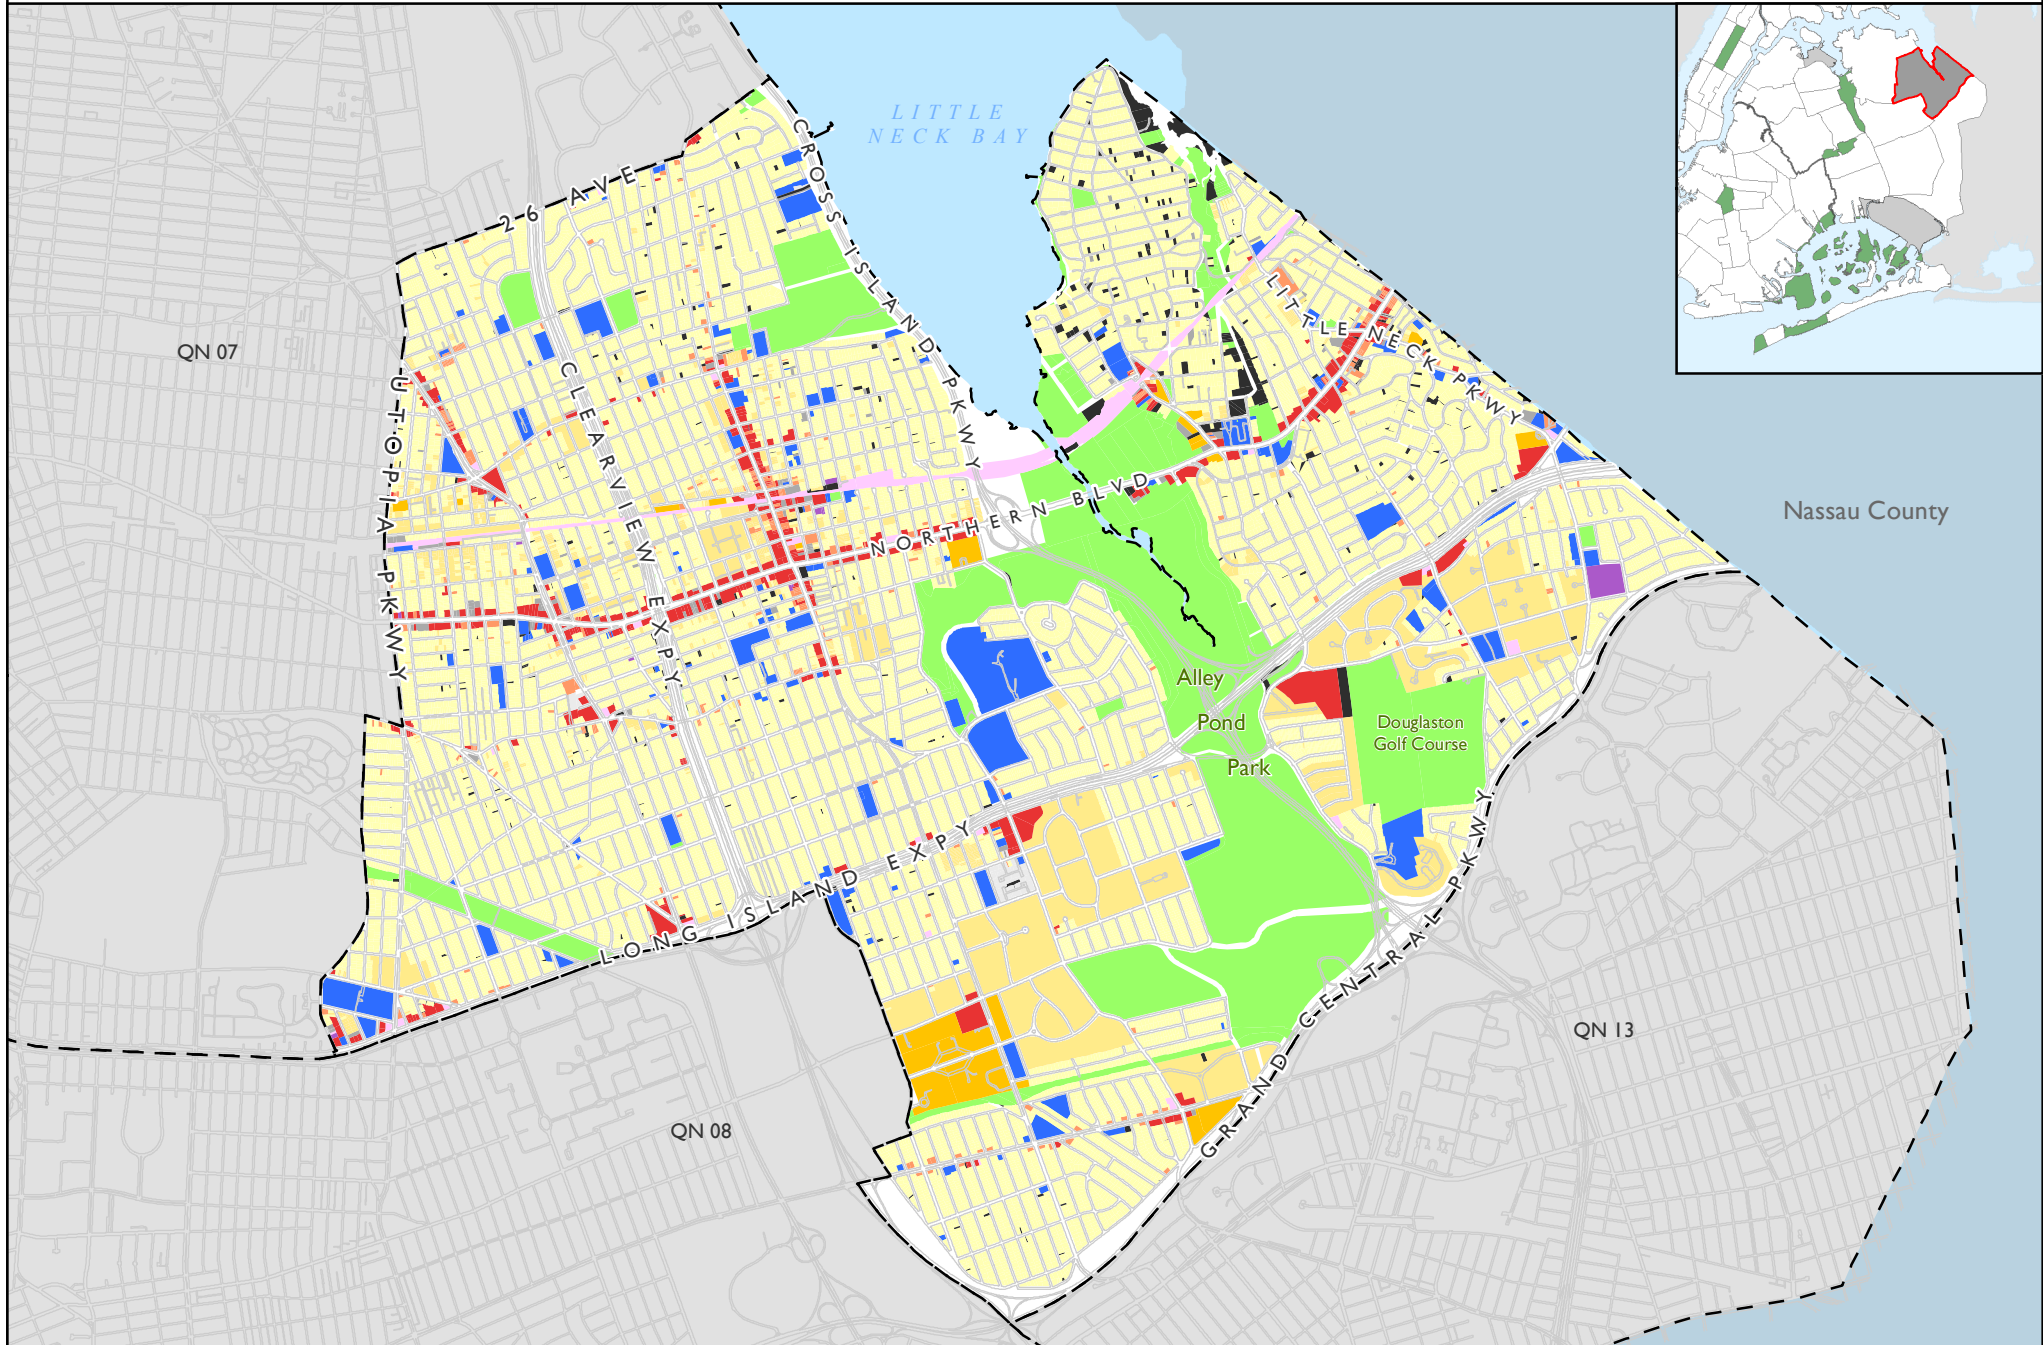 LITTLE
NECK BAY
26 AVE
CROSS ISLAND PKWY
QN 07
LITTLE NECK PKWY
UTOPIA PKWY
CLEARVIEW EXPY
NORTHERN BLVD
Nassau County
Alley
Pond
Park
Douglaston
Golf Course
LONG ISLAND EXPY
GRAND CENTRAL PKWY
QN 13
QN 08